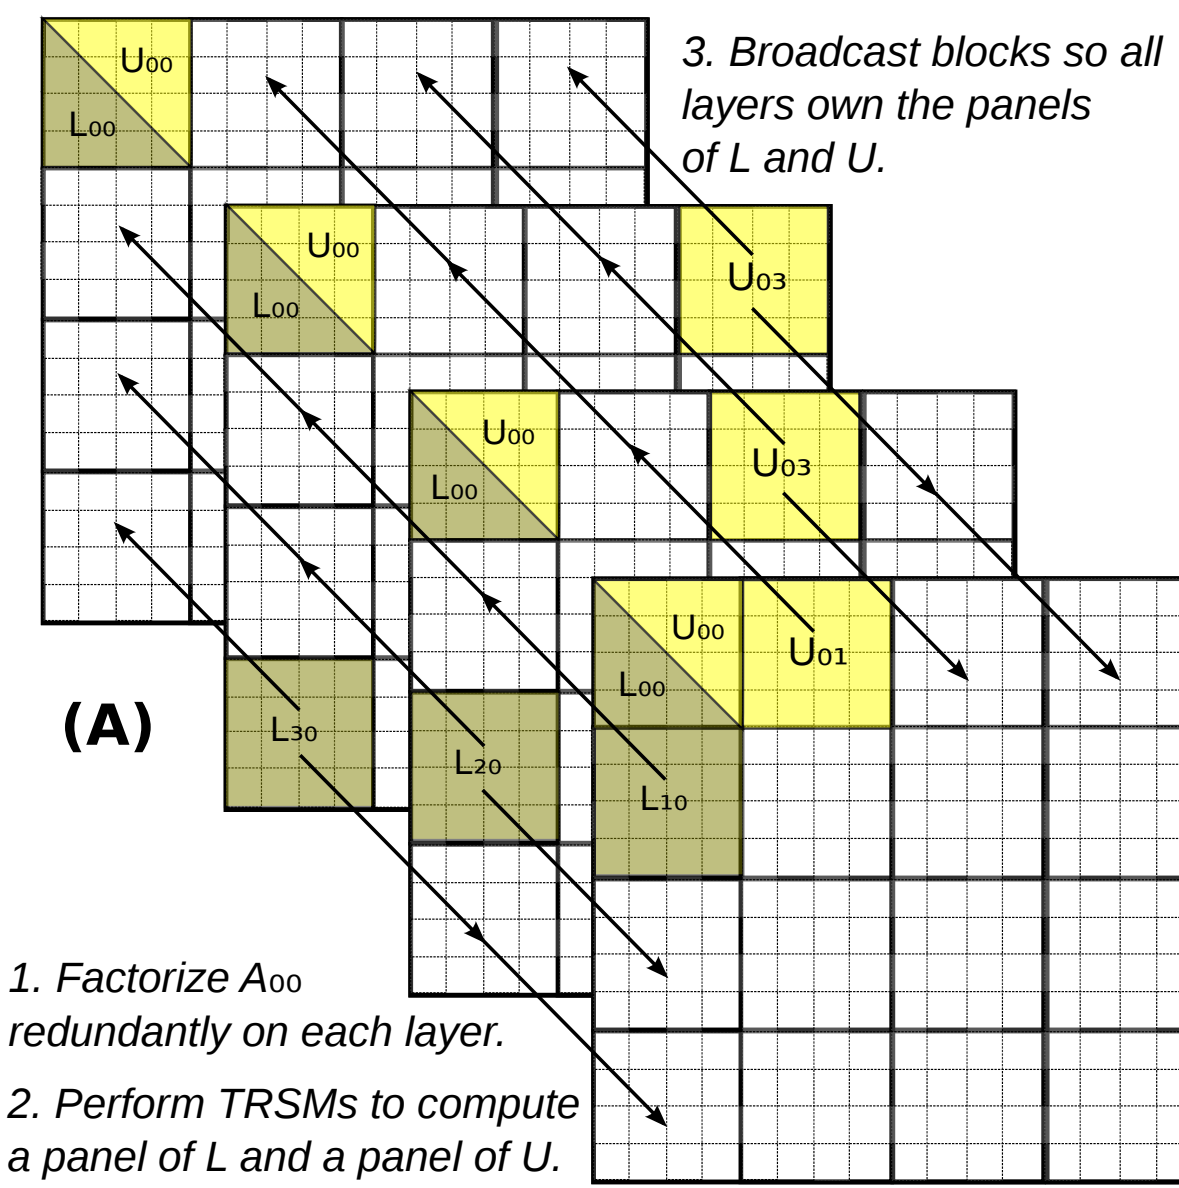 U₀₀
L₀₀
3. Broadcast blocks so all
layers own the panels
of L and U.
U₀₀
L₀₀
U₀₃
U₀₀
L₀₀
U₀₃
U₀₀
L₀₀
U₀₁
(A)
L₃₀
L₂₀
L₁₀
1. Factorize A₀₀
redundantly on each layer.
2. Perform TRSMs to compute
a panel of L and a panel of U.